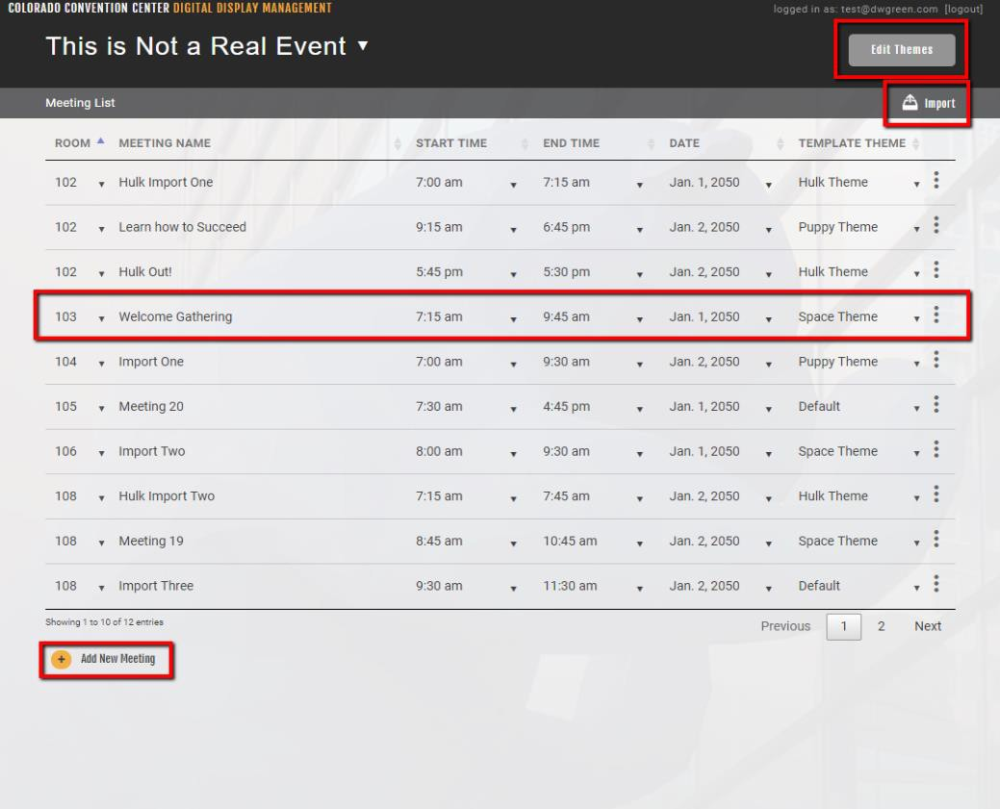 COLORADO CONVENTION CENTER DIGITAL DISPLAY MANAGEMENT logged in as: test@dwgreen.com [logout]
This is Not a Real Event Edit Themes
Meeting List Import
ROOM MEETING NAME START TIME END TIME DATE TEMPLATE THEME
102 Hulk Import One 7:00 am 7:15 am Jan. 1, 2050 Hulk Theme
102 Learn how to Succeed 9:15 am 6:45 pm Jan. 2, 2050 Puppy Theme
102 Hulk Out! 5:45 pm 5:30 pm Jan. 2, 2050 Hulk Theme
103 Welcome Gathering 7:15 am 9:45 am Jan. 1, 2050 Space Theme
104 Import One 7:00 am 9:30 am Jan. 2, 2050 Puppy Theme
105 Meeting 20 7:30 am 4:45 pm Jan. 1, 2050 Default
106 Import Two 8:00 am 9:30 am Jan. 1, 2050 Space Theme
108 Hulk Import Two 7:15 am 7:45 am Jan. 2, 2050 Hulk Theme
108 Meeting 19 8:45 am 10:45 am Jan. 2, 2050 Space Theme
108 Import Three 9:30 am 11:30 am Jan. 2, 2050 Default
Showing 1 to 10 of 12 entries Previous 1 2 Next
+ Add New Meeting